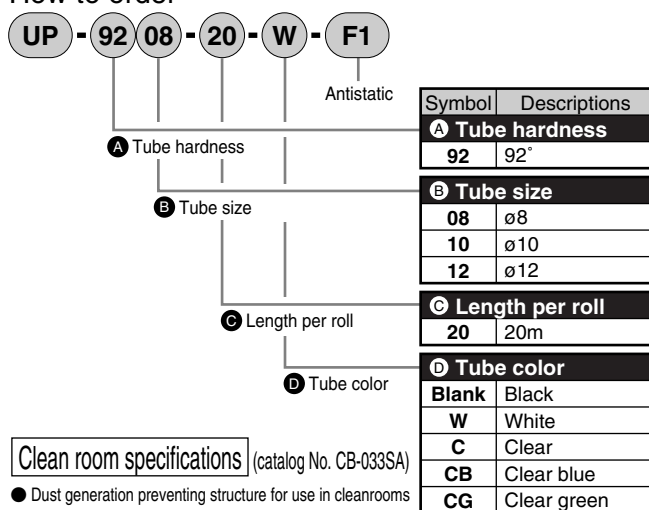 UP - 92 08 - 20 - W - F1
Antistatic
A Tube hardness
B Tube size
C Length per roll
D Tube color
Symbol Descriptions
A Tube hardness
92 92°
B Tube size
08 ø8
10 ø10
12 ø12
C Length per roll
20 20m
D Tube color
Blank Black
W White
C Clear
CB Clear blue
CG Clear green
Clean room specifications (catalog No. CB-033SA)
● Dust generation preventing structure for use in cleanrooms